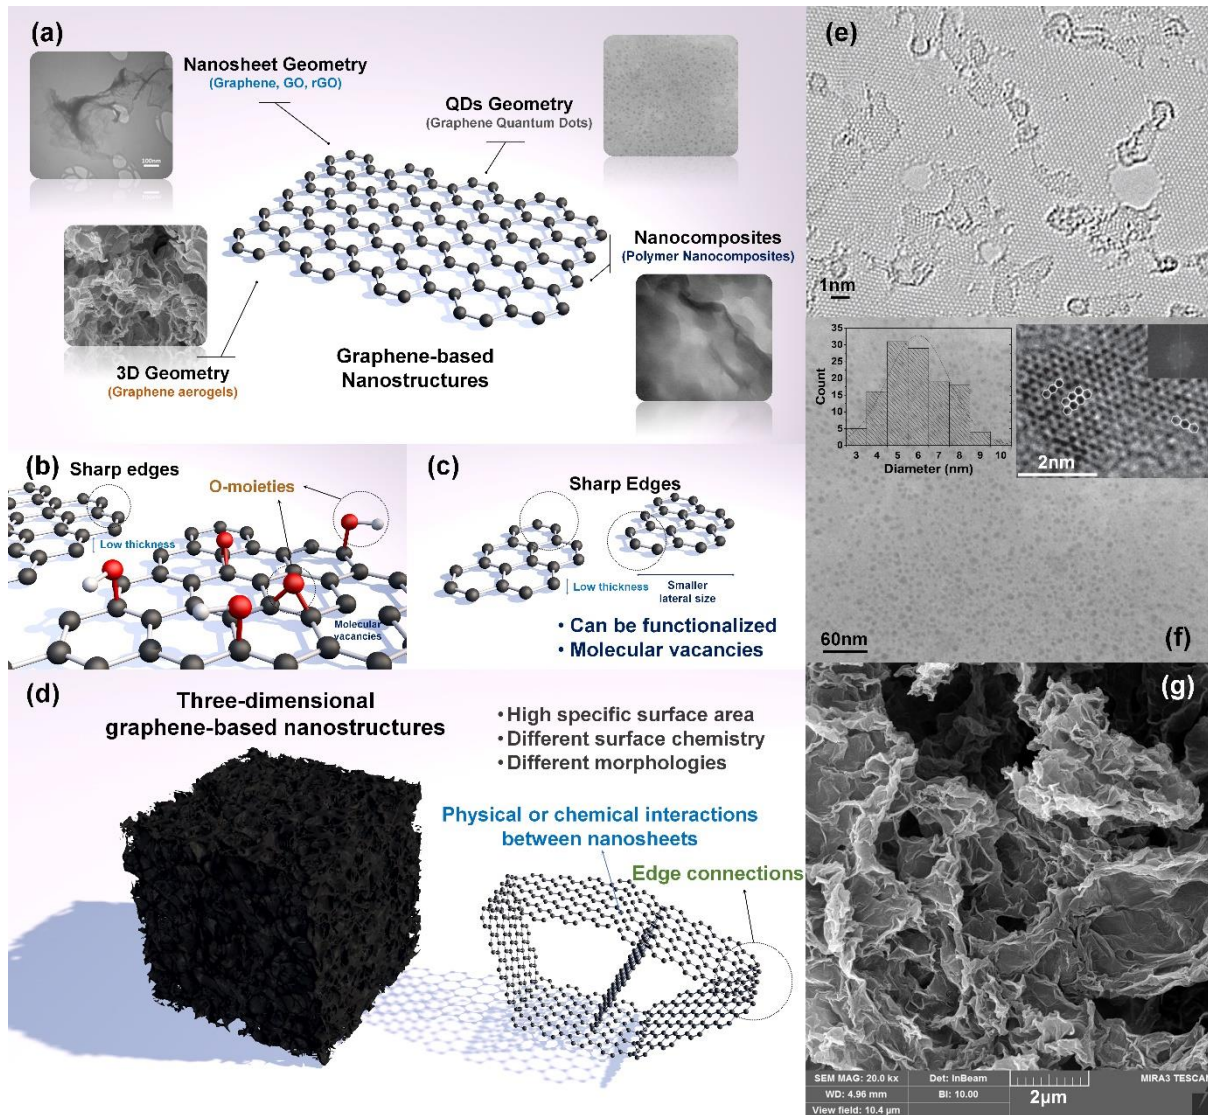 (a)
Nanosheet Geometry
(Graphene, GO, rGO)
100nm
QDs Geometry
(Graphene Quantum Dots)
Nanocomposites
(Polymer Nanocomposites)
3D Geometry
(Graphene aerogels)
Graphene-based
Nanostructures
(b)
Sharp edges
O-moieties
Low thickness
Molecular
vacancies
(c)
Sharp Edges
Low thickness
Smaller
lateral size
• Can be functionalized
• Molecular vacancies
(d)
Three-dimensional
graphene-based nanostructures
• High specific surface area
• Different surface chemistry
• Different morphologies
Physical or chemical interactions
between nanosheets
Edge connections
(e)
1nm
35
30
25
20
15
10
5
0
Count
3 4 5 6 7 8 9 10
Diameter (nm)
2nm
60nm
(f)
(g)
SEM MAG: 20.0 kx
Det: InBeam
MIRA3 TESCAN
WD: 4.96 mm
BI: 10.00
2µm
View field: 10.4 µm